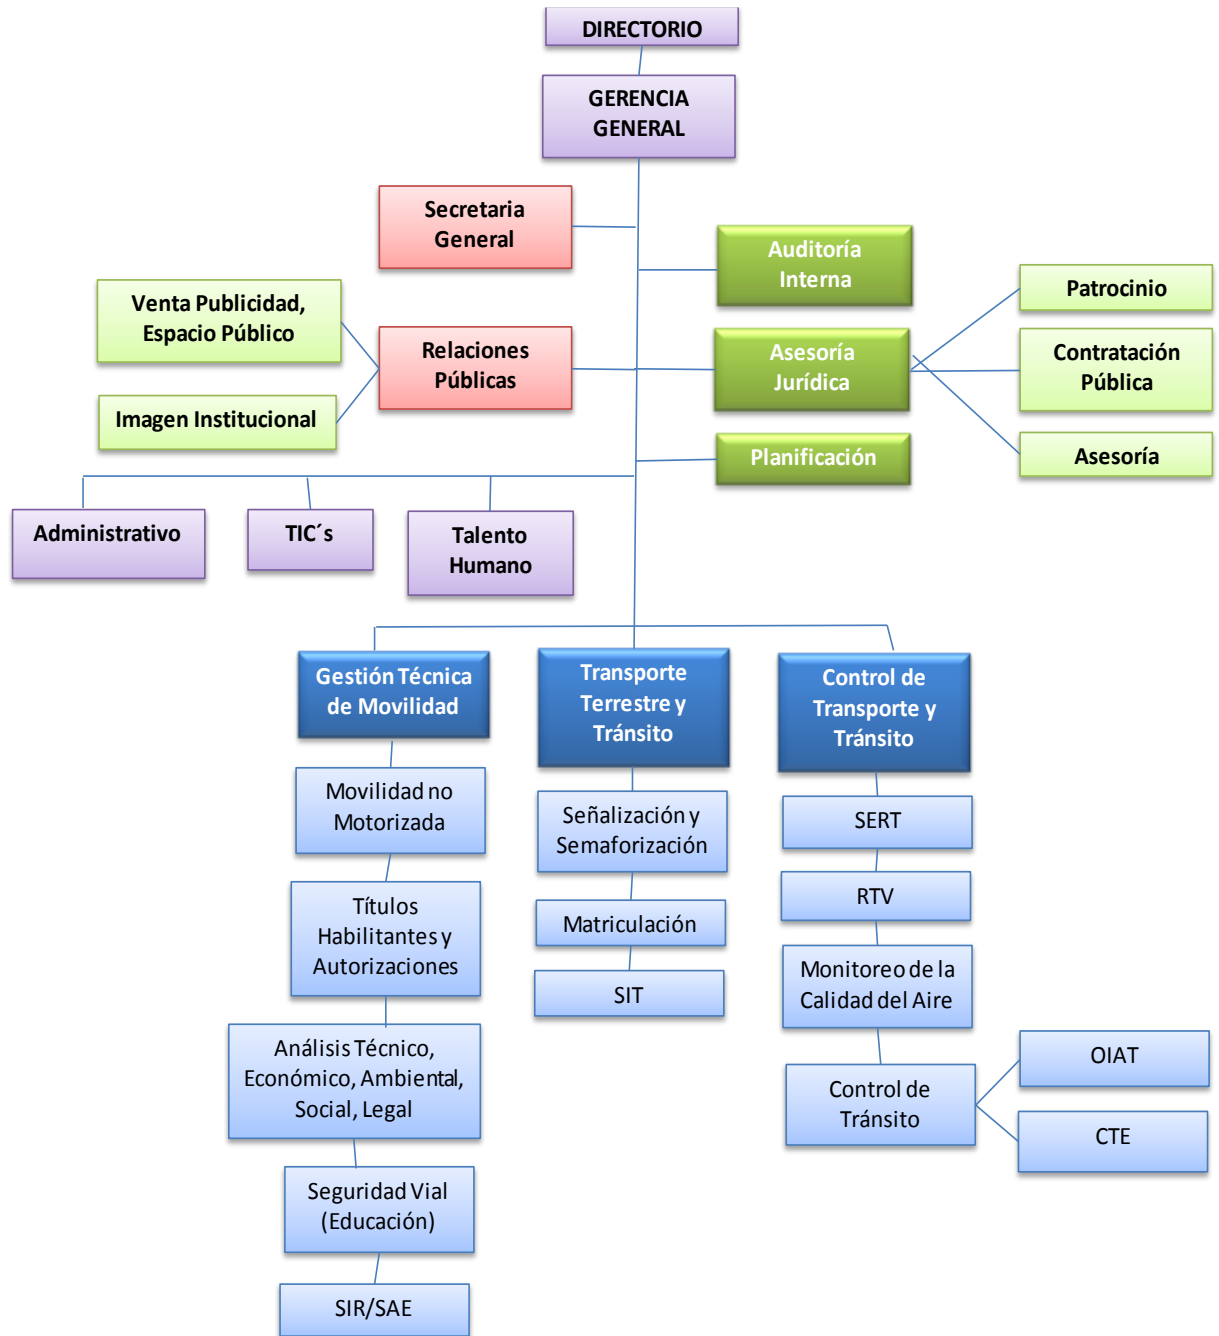 DIRECTORIO
GERENCIA
GENERAL
Secretaria
General
Auditoría
Interna
Venta Publicidad,
Espacio Público
Imagen Institucional
Relaciones
Públicas
Asesoría
Jurídica
Patrocinio
Contratación
Pública
Asesoría
Planificación
Administrativo
TIC´s
Talento
Humano
Gestión Técnica
de Movilidad
Movilidad no
Motorizada
Títulos
Habilitantes y
Autorizaciones
Análisis Técnico,
Económico, Ambiental,
Social, Legal
Seguridad Vial
(Educación)
SIR/SAE
Transporte
Terrestre y
Tránsito
Señalización y
Semaforización
Matriculación
SIT
Control de
Transporte y
Tránsito
SERT
RTV
Monitoreo de la
Calidad del Aire
Control de
Tránsito
OIAT
CTE